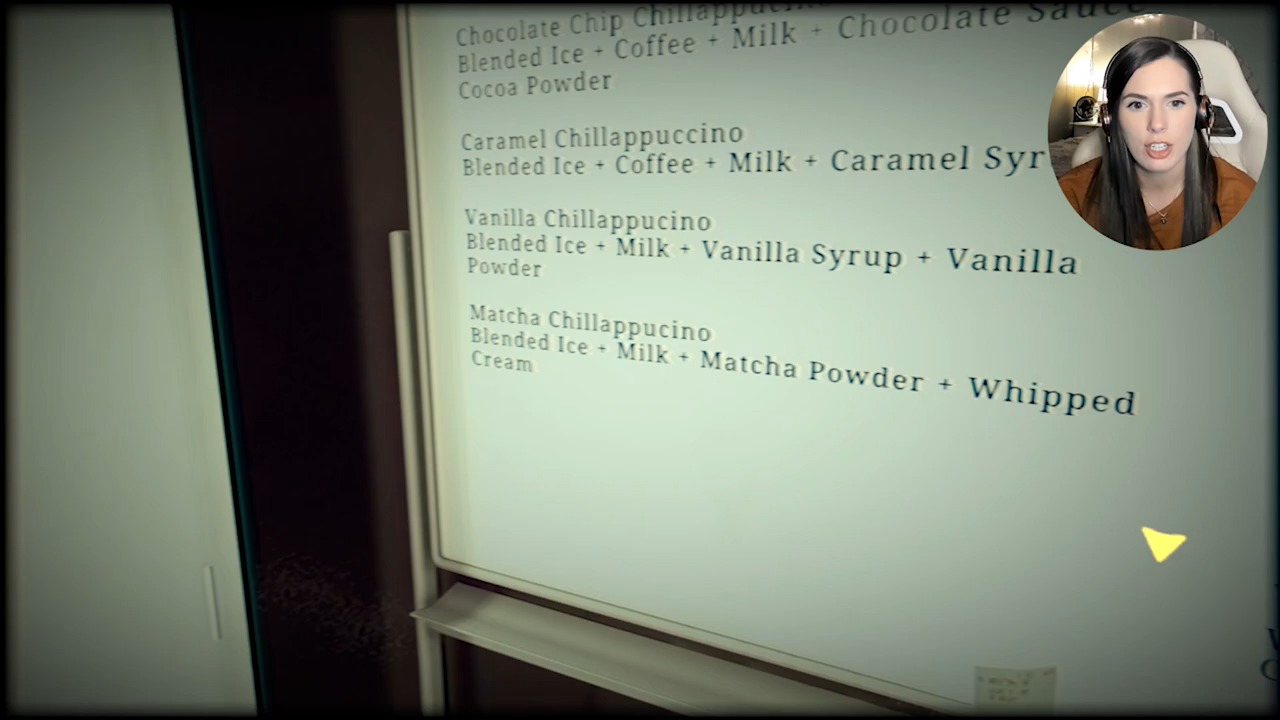 Chocolate Chip Chillappucino
Blended Ice + Coffee + Milk + Chocolate Sauce
Cocoa Powder
Caramel Chillappuccino
Blended Ice + Coffee + Milk + Caramel Syr
Vanilla Chillappucino
Blended Ice + Milk + Vanilla Syrup + Vanilla
Powder
Matcha Chillappucino
Blended Ice + Milk + Matcha Powder + Whipped
Cream